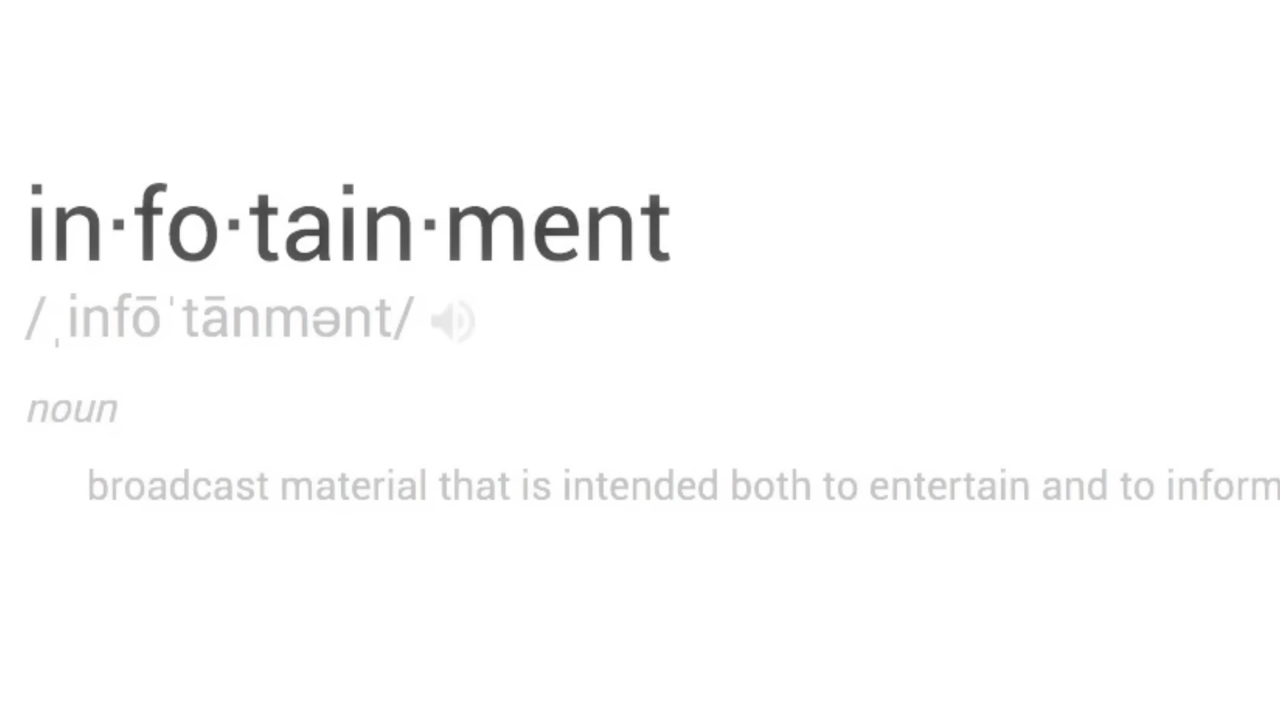 in·fo·tain·ment
/ˌinfōˈtānmənt/
noun
broadcast material that is intended both to entertain and to inform